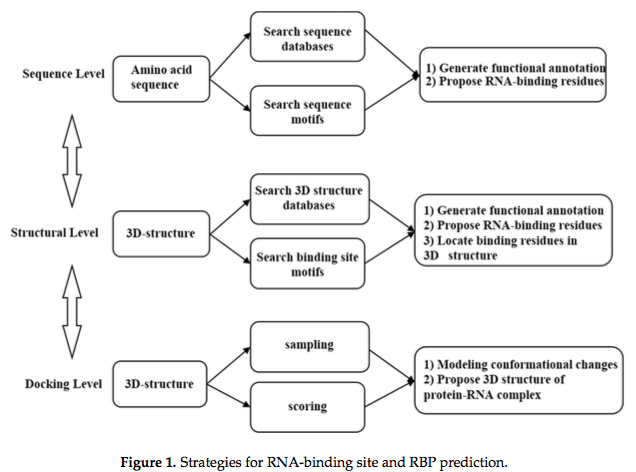 Search sequence
databases
Sequence Level
Amino acid
sequence
1) Generate functional annotation
2) Propose RNA-binding residues
Search sequence
motifs
Search 3D structure
databases
Structural Level
3D-structure
1) Generate functional annotation
2) Propose RNA-binding residues
3) Locate binding residues in
3D structure
Search binding site
motifs
sampling
Docking Level
3D-structure
1) Modeling conformational changes
2) Propose 3D structure of
protein-RNA complex
scoring
Figure 1. Strategies for RNA-binding site and RBP prediction.